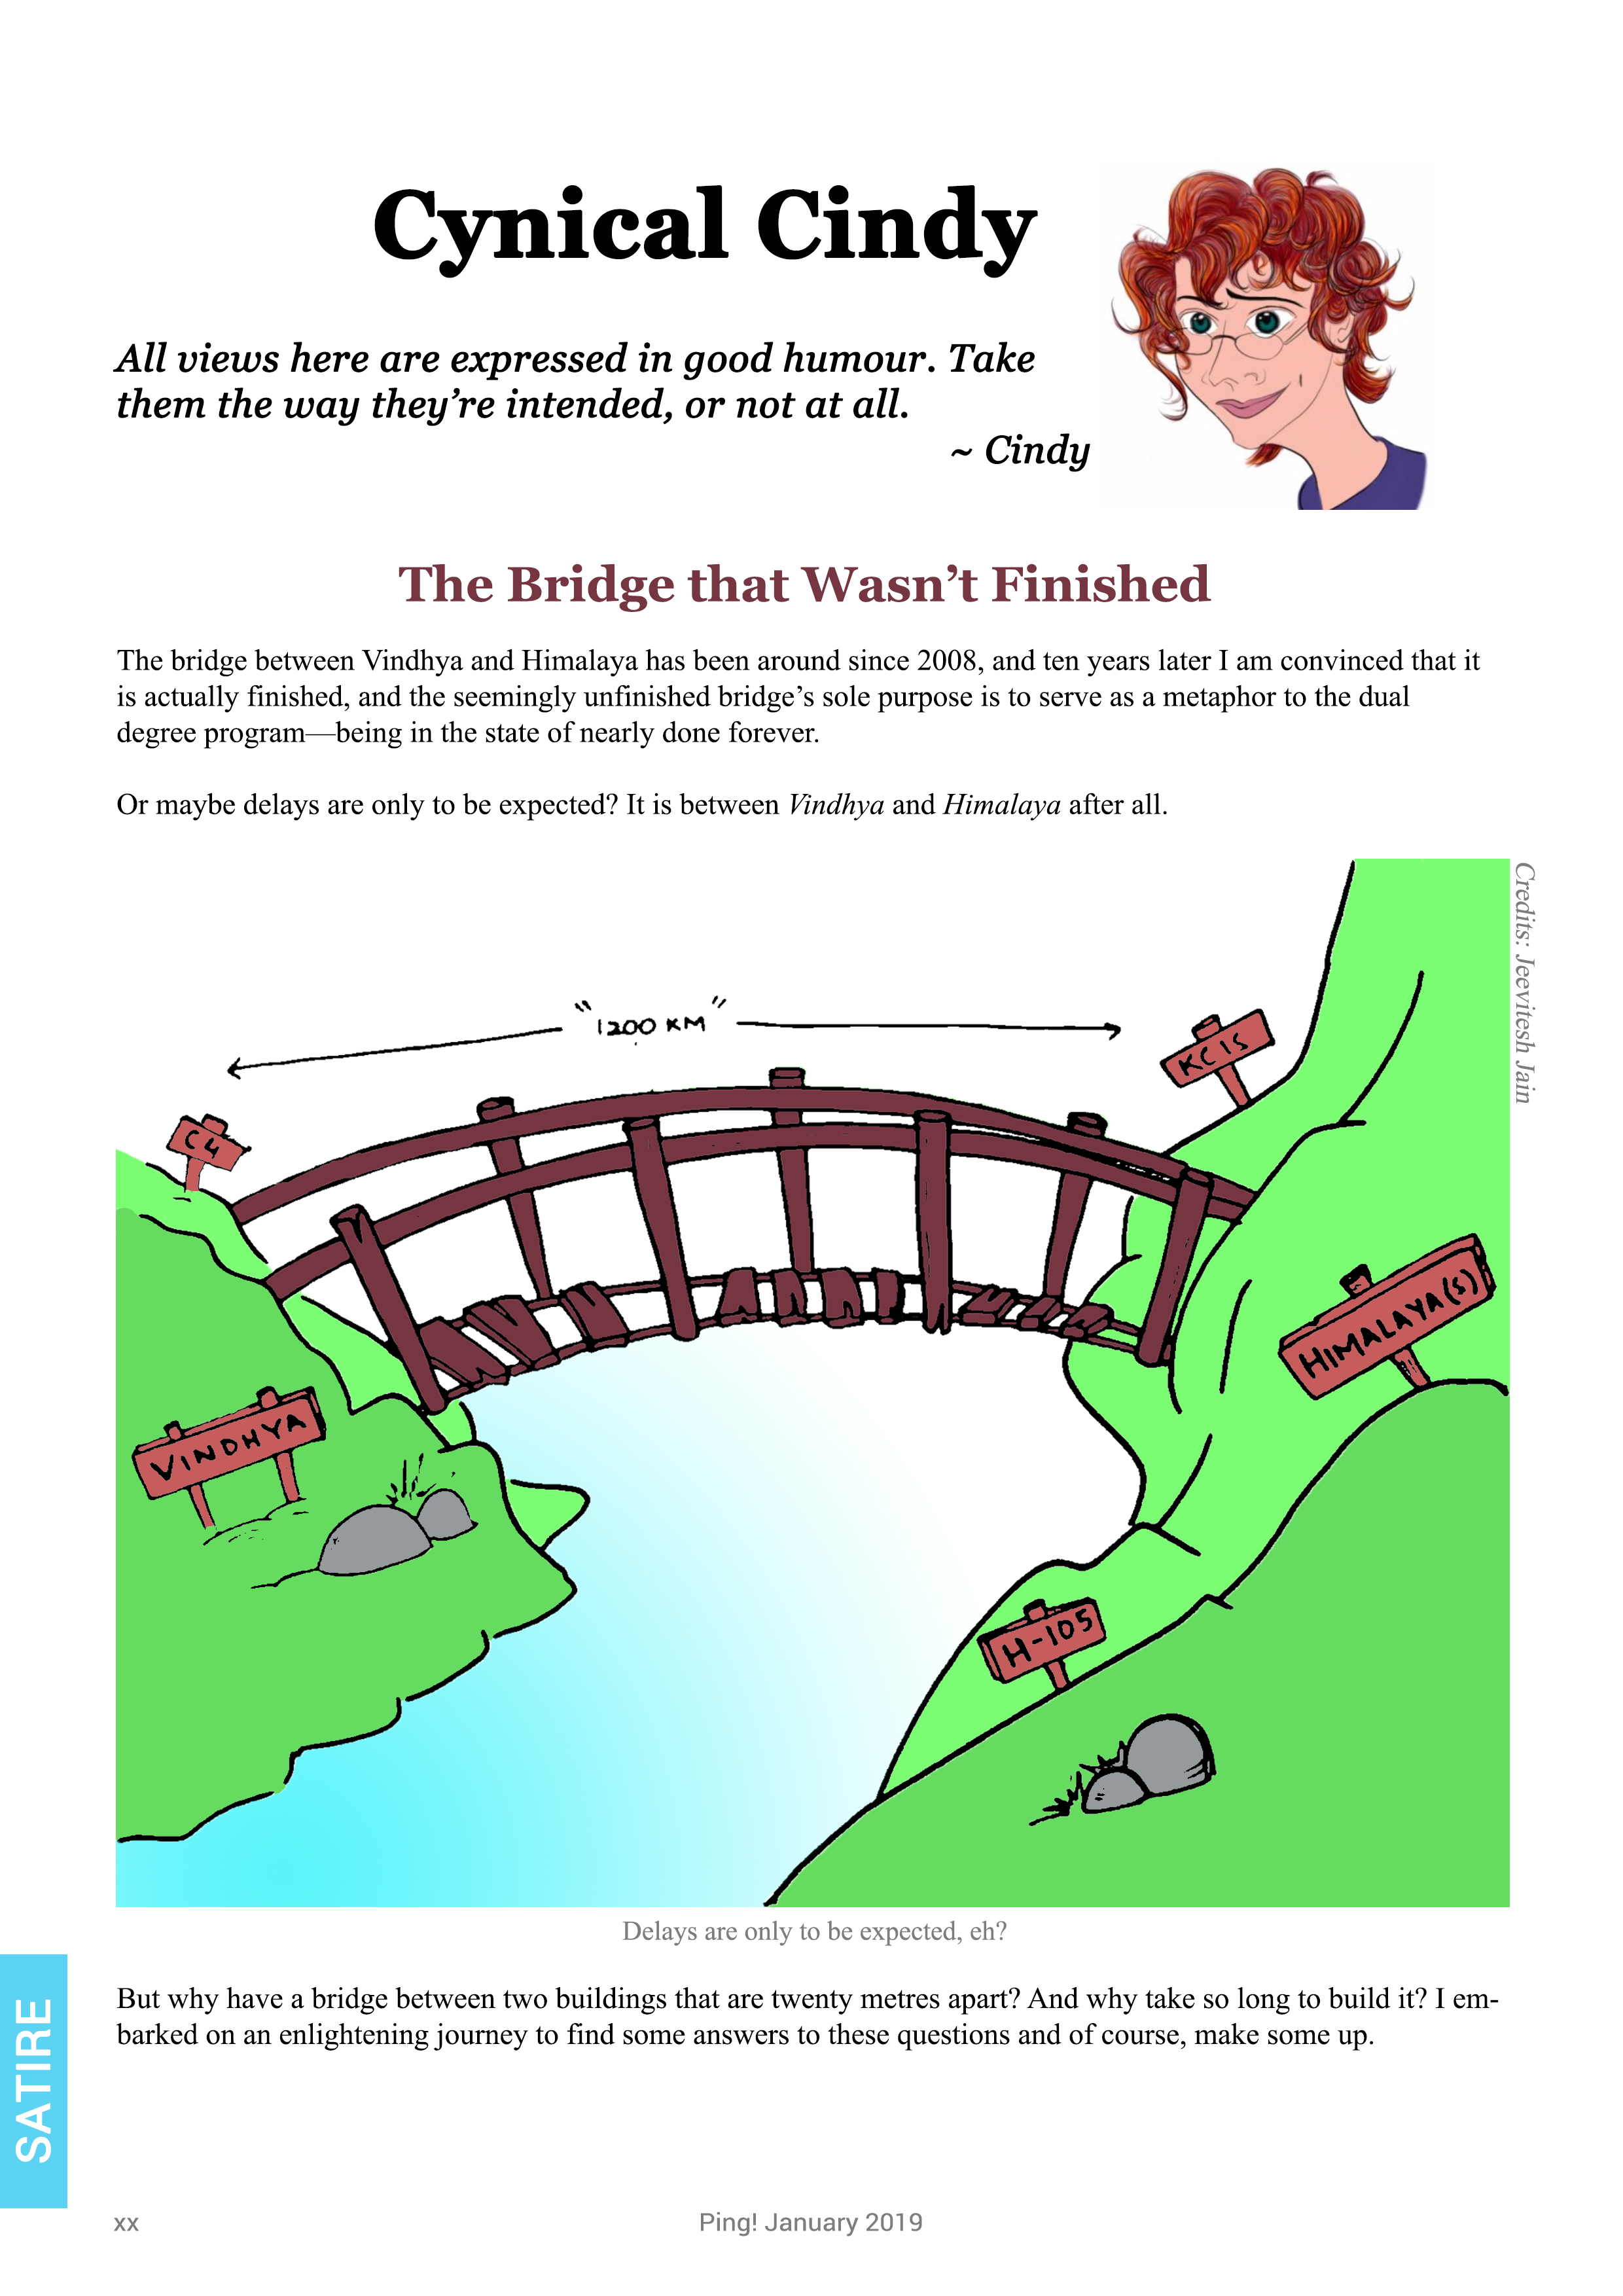 Cynical Cindy
All views here are expressed in good humour. Take
them the way they’re intended, or not at all.
~ Cindy
The Bridge that Wasn’t Finished
The bridge between Vindhya and Himalaya has been around since 2008, and ten years later I am convinced that it
is actually finished, and the seemingly unfinished bridge’s sole purpose is to serve as a metaphor to the dual
degree program—being in the state of nearly done forever.
Or maybe delays are only to be expected? It is between Vindhya and Himalaya after all.
Credits: Jeevitesh Jain
"1200 KM"
KCIS
C4
HIMALAYA(S)
VINDHYA
H-105
Delays are only to be expected, eh?
But why have a bridge between two buildings that are twenty metres apart? And why take so long to build it? I em-
barked on an enlightening journey to find some answers to these questions and of course, make some up.
SATIRE
xx
Ping! January 2019